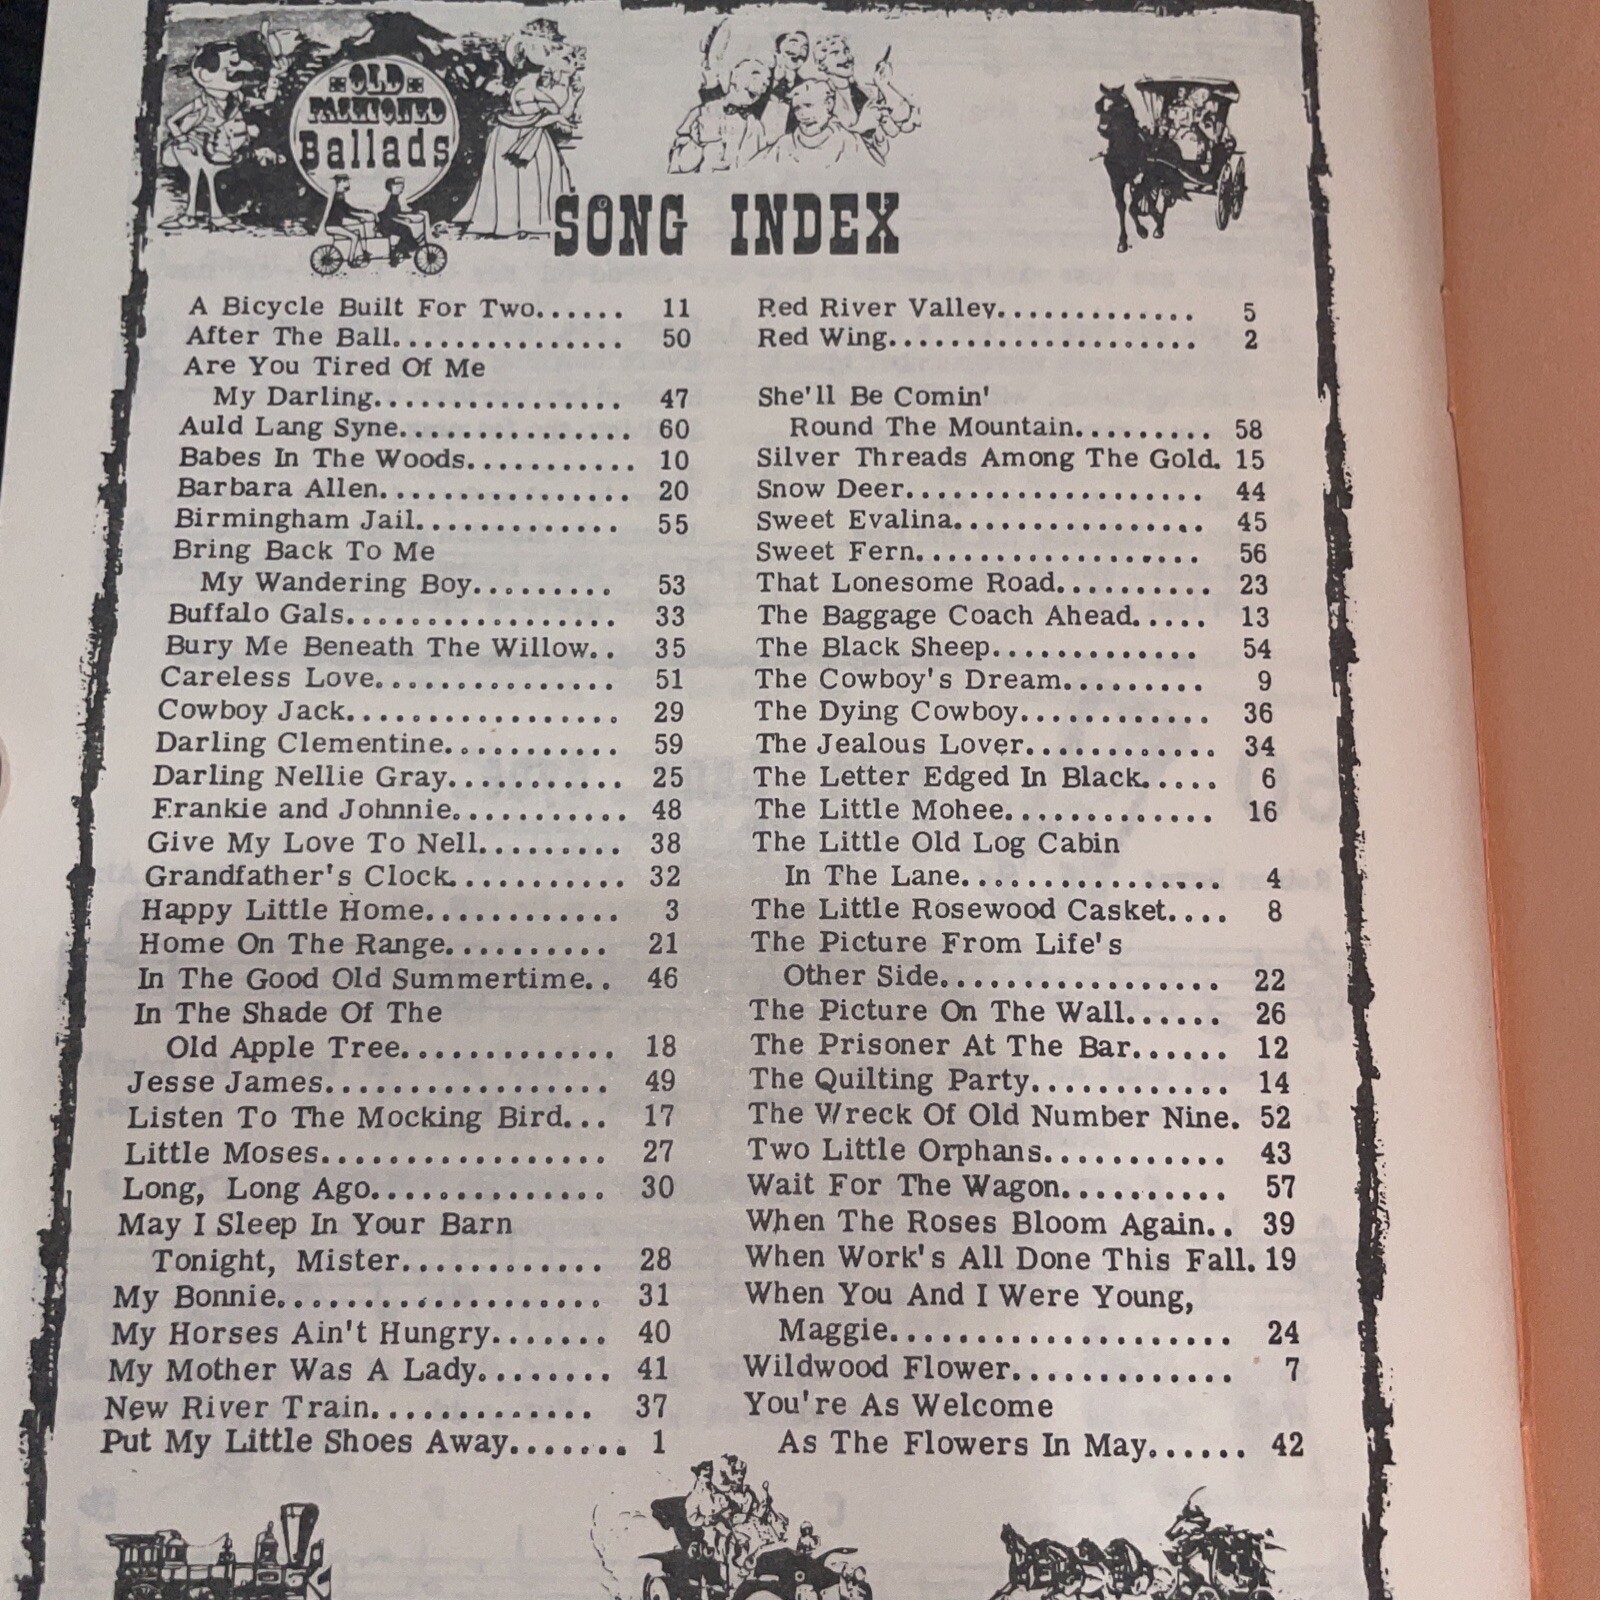 OLD
FASHIONED
Ballads
SONG INDEX
A Bicycle Built For Two...... 11
After The Ball............... 50
Are You Tired Of Me
My Darling................ 47
Auld Lang Syne............... 60
Babes In The Woods........... 10
Barbara Allen................ 20
Birmingham Jail............. 55
Bring Back To Me
My Wandering Boy......... 53
Buffalo Gals................. 33
Bury Me Beneath The Willow.. 35
Careless Love............... 51
Cowboy Jack................. 29
Darling Clementine........... 59
Darling Nellie Gray........... 25
Frankie and Johnnie........... 48
Give My Love To Nell......... 38
Grandfather's Clock........... 32
Happy Little Home............ 3
Home On The Range.......... 21
In The Good Old Summertime.. 46
In The Shade Of The
Old Apple Tree............. 18
Jesse James.................. 49
Listen To The Mocking Bird... 17
Little Moses................. 27
Long, Long Ago.............. 30
May I Sleep In Your Barn
Tonight, Mister............ 28
My Bonnie.................... 31
My Horses Ain't Hungry....... 40
My Mother Was A Lady........ 41
New River Train............. 37
Put My Little Shoes Away....... 1
Red River Valley............. 5
Red Wing.................... 2
She'll Be Comin'
Round The Mountain......... 58
Silver Threads Among The Gold. 15
Snow Deer................... 44
Sweet Evalina................ 45
Sweet Fern.................. 56
That Lonesome Road.......... 23
The Baggage Coach Ahead..... 13
The Black Sheep............. 54
The Cowboy's Dream......... 9
The Dying Cowboy............ 36
The Jealous Lover............ 34
The Letter Edged In Black..... 6
The Little Mohee............. 16
The Little Old Log Cabin
In The Lane................. 4
The Little Rosewood Casket.... 8
The Picture From Life's
Other Side.................. 22
The Picture On The Wall...... 26
The Prisoner At The Bar...... 12
The Quilting Party............ 14
The Wreck Of Old Number Nine. 52
Two Little Orphans........... 43
Wait For The Wagon.......... 57
When The Roses Bloom Again.. 39
When Work's All Done This Fall. 19
When You And I Were Young,
Maggie...................... 24
Wildwood Flower............. 7
You're As Welcome
As The Flowers In May...... 42